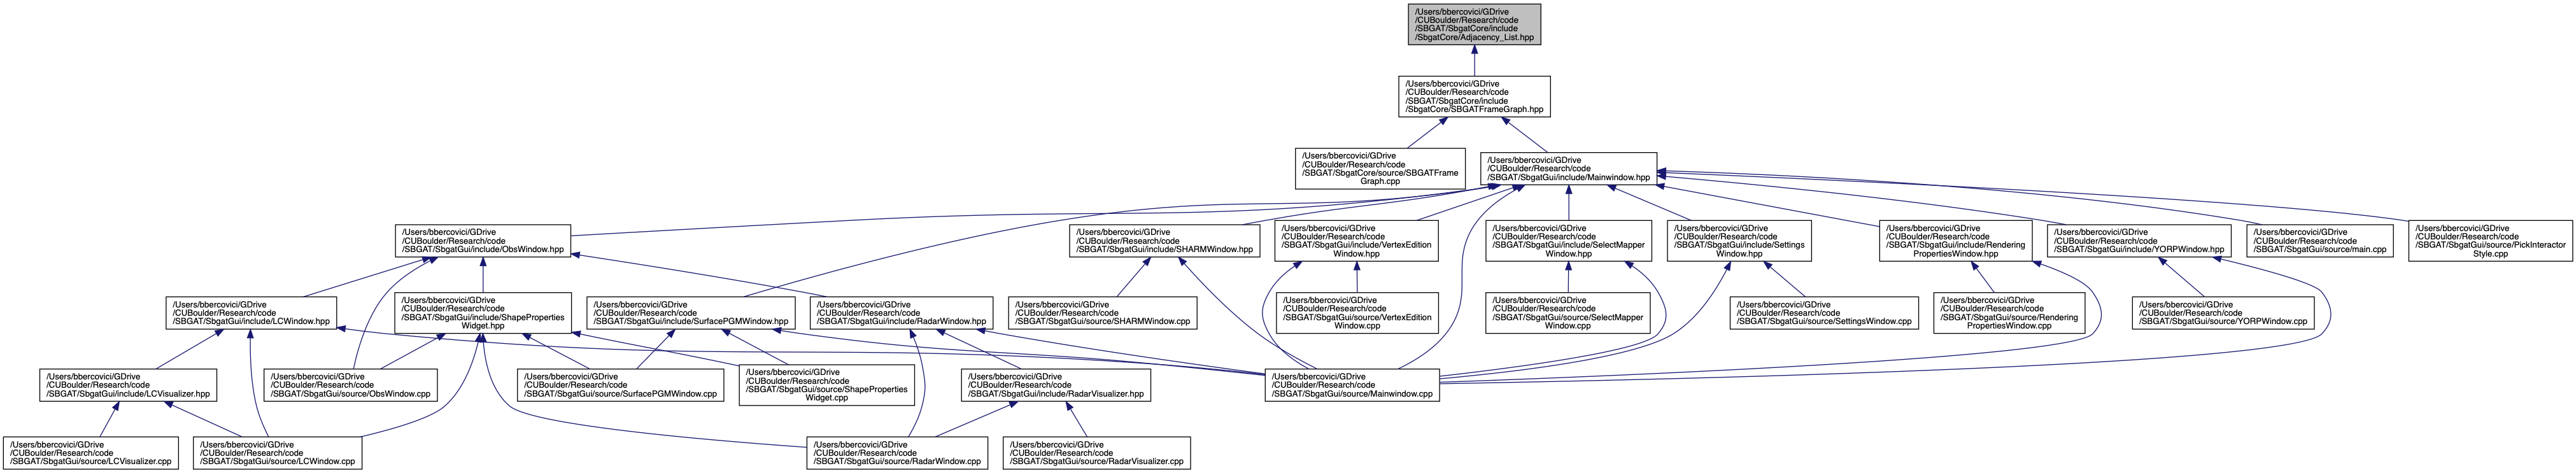 /Users/bbercovici/GDrive
/CUBoulder/Research/code
/SBGAT/SbgatCore/include
/SbgatCore/Adjacency_List.hpp
/Users/bbercovici/GDrive
/CUBoulder/Research/code
/SBGAT/SbgatCore/include
/SbgatCore/SBGATFrameGraph.hpp
/Users/bbercovici/GDrive
/CUBoulder/Research/code
/SBGAT/SbgatCore/source/SBGATFrame
Graph.cpp
/Users/bbercovici/GDrive
/CUBoulder/Research/code
/SBGAT/SbgatGui/include/Mainwindow.hpp
/Users/bbercovici/GDrive
/CUBoulder/Research/code
/SBGAT/SbgatGui/include/ObsWindow.hpp
/Users/bbercovici/GDrive
/CUBoulder/Research/code
/SBGAT/SbgatGui/include/SHARMWindow.hpp
/Users/bbercovici/GDrive
/CUBoulder/Research/code
/SBGAT/SbgatGui/include/VertexEdition
Window.hpp
/Users/bbercovici/GDrive
/CUBoulder/Research/code
/SBGAT/SbgatGui/include/SelectMapper
Window.hpp
/Users/bbercovici/GDrive
/CUBoulder/Research/code
/SBGAT/SbgatGui/include/Settings
Window.hpp
/Users/bbercovici/GDrive
/CUBoulder/Research/code
/SBGAT/SbgatGui/include/Rendering
PropertiesWindow.hpp
/Users/bbercovici/GDrive
/CUBoulder/Research/code
/SBGAT/SbgatGui/include/YORPWindow.hpp
/Users/bbercovici/GDrive
/CUBoulder/Research/code
/SBGAT/SbgatGui/source/main.cpp
/Users/bbercovici/GDrive
/CUBoulder/Research/code
/SBGAT/SbgatGui/source/PickInteractor
Style.cpp
/Users/bbercovici/GDrive
/CUBoulder/Research/code
/SBGAT/SbgatGui/include/LCWindow.hpp
/Users/bbercovici/GDrive
/CUBoulder/Research/code
/SBGAT/SbgatGui/include/ShapeProperties
Widget.hpp
/Users/bbercovici/GDrive
/CUBoulder/Research/code
/SBGAT/SbgatGui/include/SurfacePGMWindow.hpp
/Users/bbercovici/GDrive
/CUBoulder/Research/code
/SBGAT/SbgatGui/include/RadarWindow.hpp
/Users/bbercovici/GDrive
/CUBoulder/Research/code
/SBGAT/SbgatGui/source/SHARMWindow.cpp
/Users/bbercovici/GDrive
/CUBoulder/Research/code
/SBGAT/SbgatGui/source/VertexEdition
Window.cpp
/Users/bbercovici/GDrive
/CUBoulder/Research/code
/SBGAT/SbgatGui/source/SelectMapper
Window.cpp
/Users/bbercovici/GDrive
/CUBoulder/Research/code
/SBGAT/SbgatGui/source/SettingsWindow.cpp
/Users/bbercovici/GDrive
/CUBoulder/Research/code
/SBGAT/SbgatGui/source/Rendering
PropertiesWindow.cpp
/Users/bbercovici/GDrive
/CUBoulder/Research/code
/SBGAT/SbgatGui/source/YORPWindow.cpp
/Users/bbercovici/GDrive
/CUBoulder/Research/code
/SBGAT/SbgatGui/include/LCVisualizer.hpp
/Users/bbercovici/GDrive
/CUBoulder/Research/code
/SBGAT/SbgatGui/source/ObsWindow.cpp
/Users/bbercovici/GDrive
/CUBoulder/Research/code
/SBGAT/SbgatGui/source/SurfacePGMWindow.cpp
/Users/bbercovici/GDrive
/CUBoulder/Research/code
/SBGAT/SbgatGui/source/ShapeProperties
Widget.cpp
/Users/bbercovici/GDrive
/CUBoulder/Research/code
/SBGAT/SbgatGui/include/RadarVisualizer.hpp
/Users/bbercovici/GDrive
/CUBoulder/Research/code
/SBGAT/SbgatGui/source/Mainwindow.cpp
/Users/bbercovici/GDrive
/CUBoulder/Research/code
/SBGAT/SbgatGui/source/LCVisualizer.cpp
/Users/bbercovici/GDrive
/CUBoulder/Research/code
/SBGAT/SbgatGui/source/LCWindow.cpp
/Users/bbercovici/GDrive
/CUBoulder/Research/code
/SBGAT/SbgatGui/source/RadarWindow.cpp
/Users/bbercovici/GDrive
/CUBoulder/Research/code
/SBGAT/SbgatGui/source/RadarVisualizer.cpp